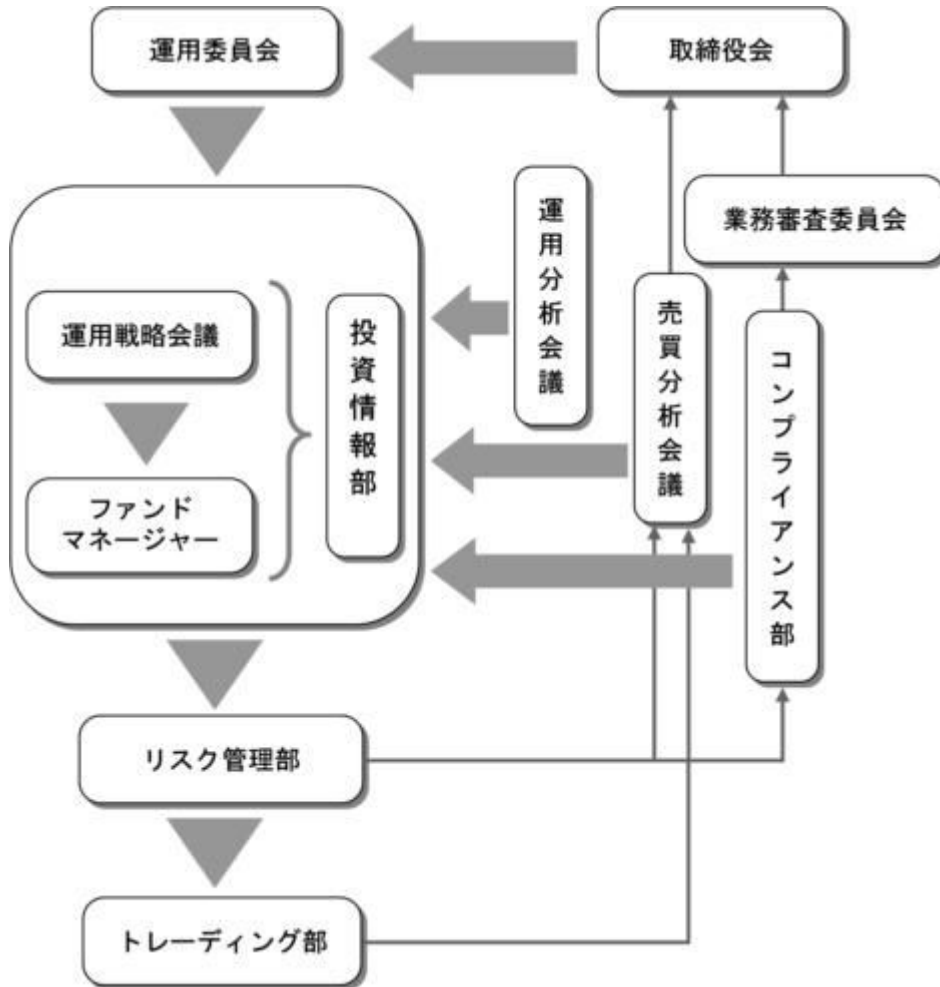 運用委員会
取締役会
運用分析会議
業務審査委員会
売買分析会議
運用戦略会議
投資情報部
コンプライアンス部
ファンド
マネージャー
リスク管理部
トレーディング部